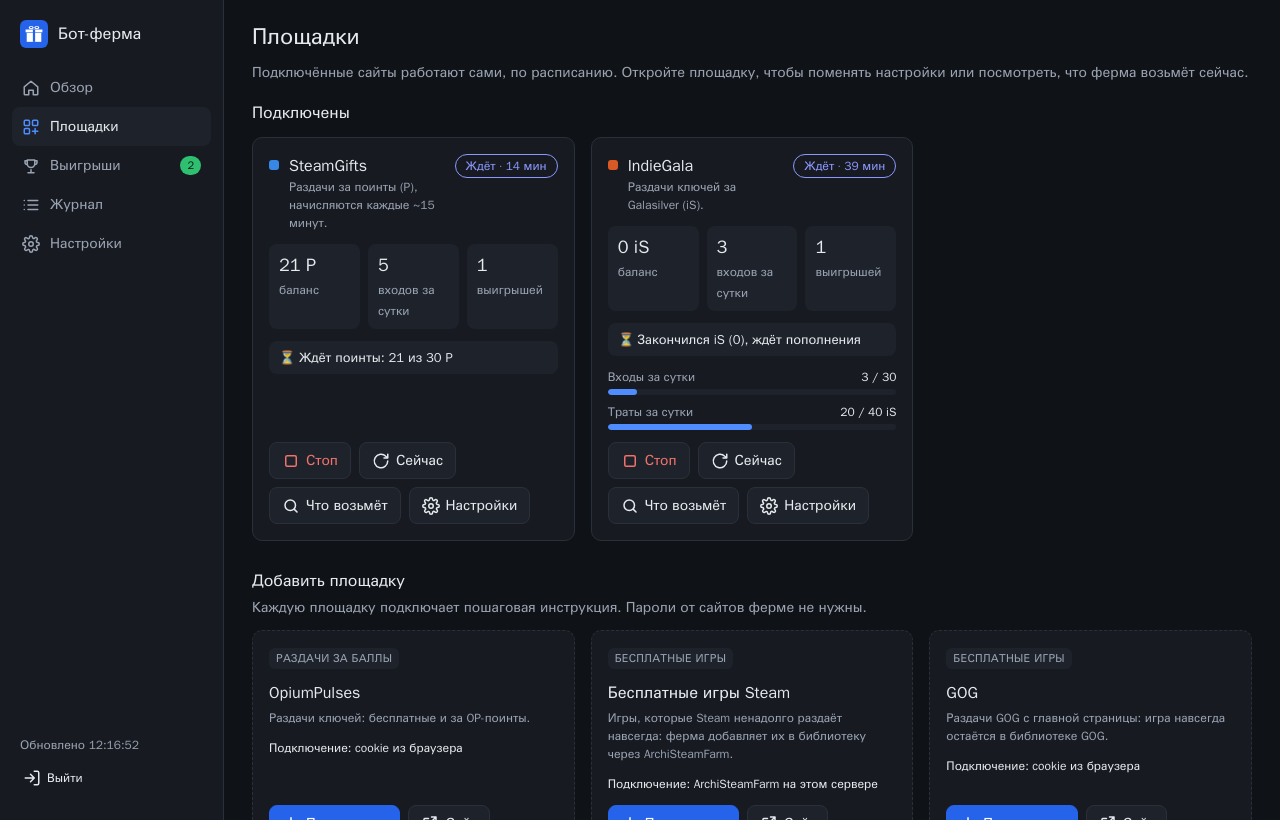 Бот-ферма
Обзор
Площадки
Выигрыши 2
Журнал
Настройки
Обновлено 12:16:52
Выйти
Площадки
Подключённые сайты работают сами, по расписанию. Откройте площадку, чтобы поменять настройки или посмотреть, что ферма возьмёт сейчас.
Подключены
SteamGifts
Ждёт · 14 мин
Раздачи за поинты (P),
начисляются каждые ~15
минут.
21 P
баланс
5
входов за
сутки
1
выигрышей
⏳ Ждёт поинты: 21 из 30 P
Стоп
Сейчас
Что возьмёт
Настройки
IndieGala
Ждёт · 39 мин
Раздачи ключей за
Galasilver (iS).
0 iS
баланс
3
входов за
сутки
1
выигрышей
⏳ Закончился iS (0), ждёт пополнения
Входы за сутки 3 / 30
Траты за сутки 20 / 40 iS
Стоп
Сейчас
Что возьмёт
Настройки
Добавить площадку
Каждую площадку подключает пошаговая инструкция. Пароли от сайтов ферме не нужны.
РАЗДАЧИ ЗА БАЛЛЫ
OpiumPulses
Раздачи ключей: бесплатные и за OP-поинты.
Подключение: cookie из браузера
БЕСПЛАТНЫЕ ИГРЫ
Бесплатные игры Steam
Игры, которые Steam ненадолго раздаёт
навсегда: ферма добавляет их в библиотеку
через ArchiSteamFarm.
Подключение: ArchiSteamFarm на этом сервере
БЕСПЛАТНЫЕ ИГРЫ
GOG
Раздачи GOG с главной страницы: игра навсегда
остаётся в библиотеке GOG.
Подключение: cookie из браузера